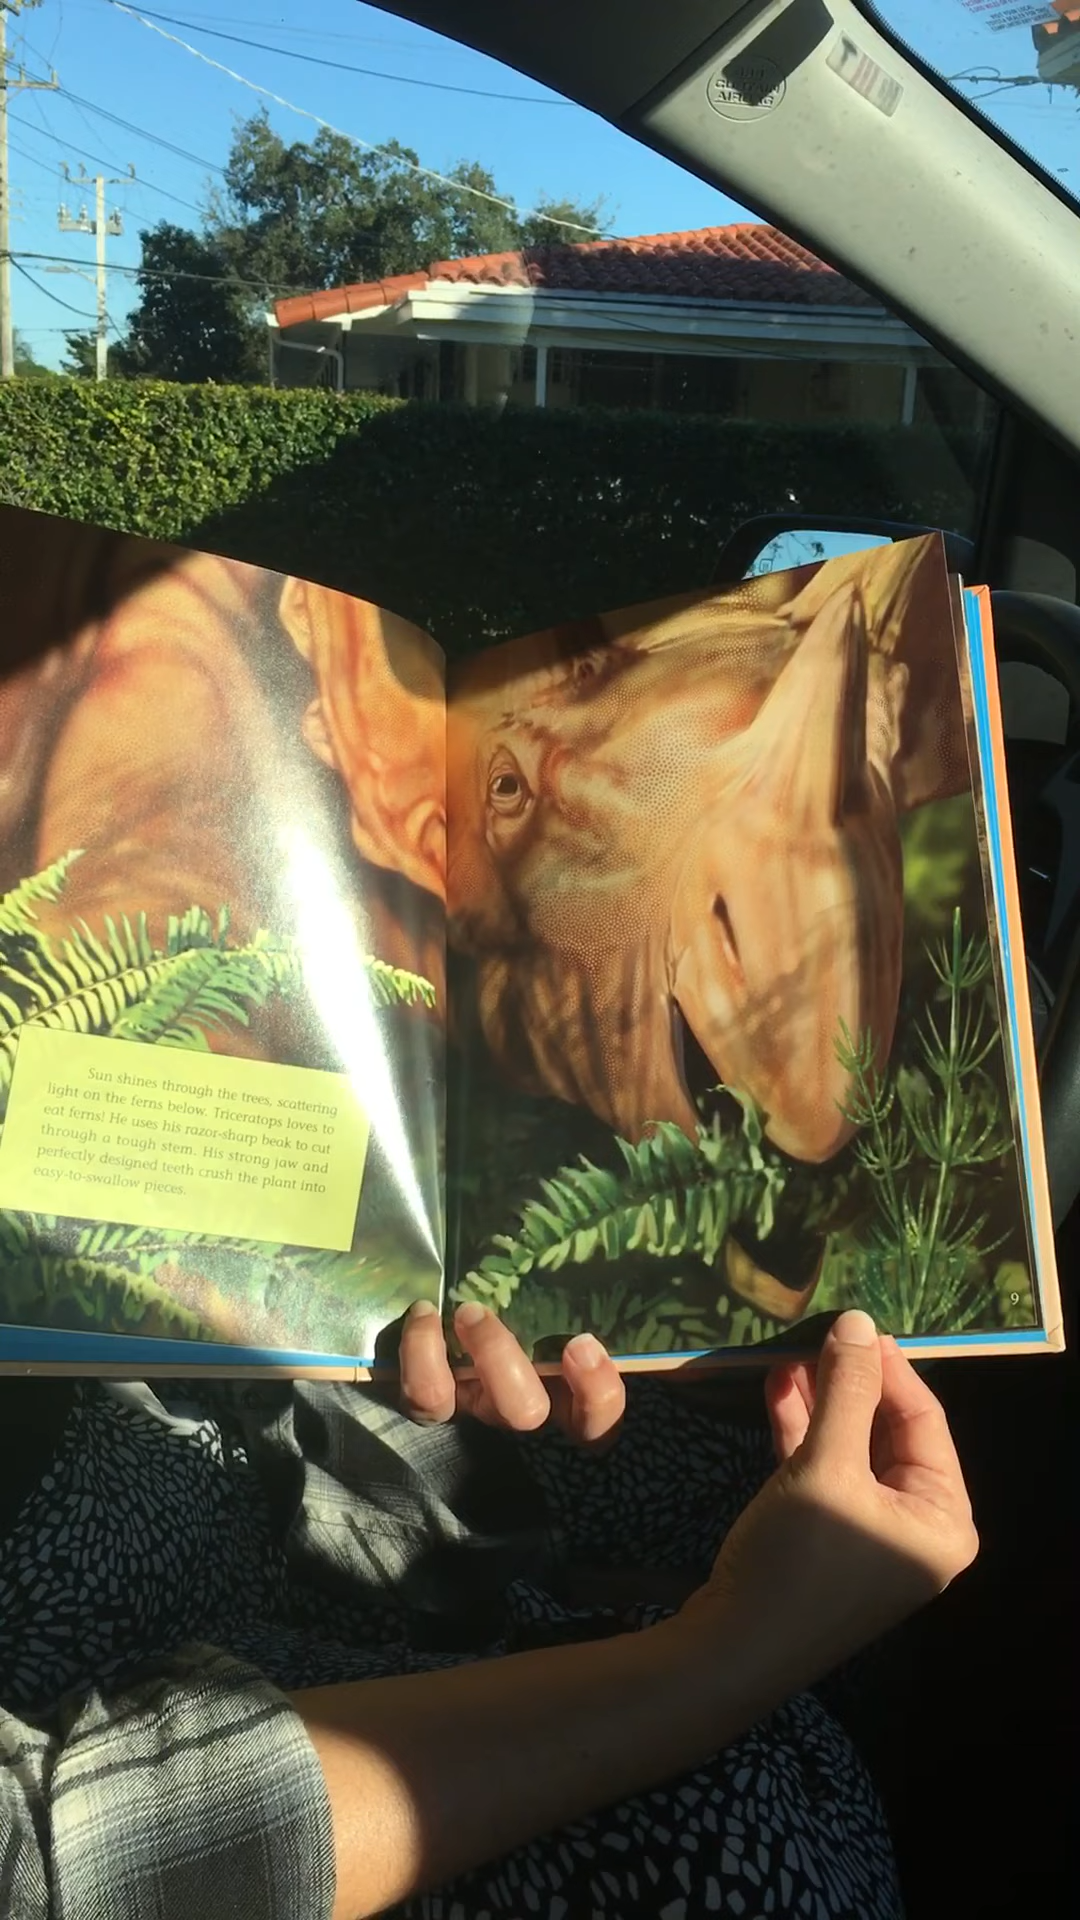 CURTAIN
AIRBAG
Sun shines through the trees, scattering
light on the ferns below. Triceratops loves to
eat ferns! He uses his razor-sharp beak to cut
through a tough stem. His strong jaw and
perfectly designed teeth crush the plant into
easy-to-swallow pieces.
9